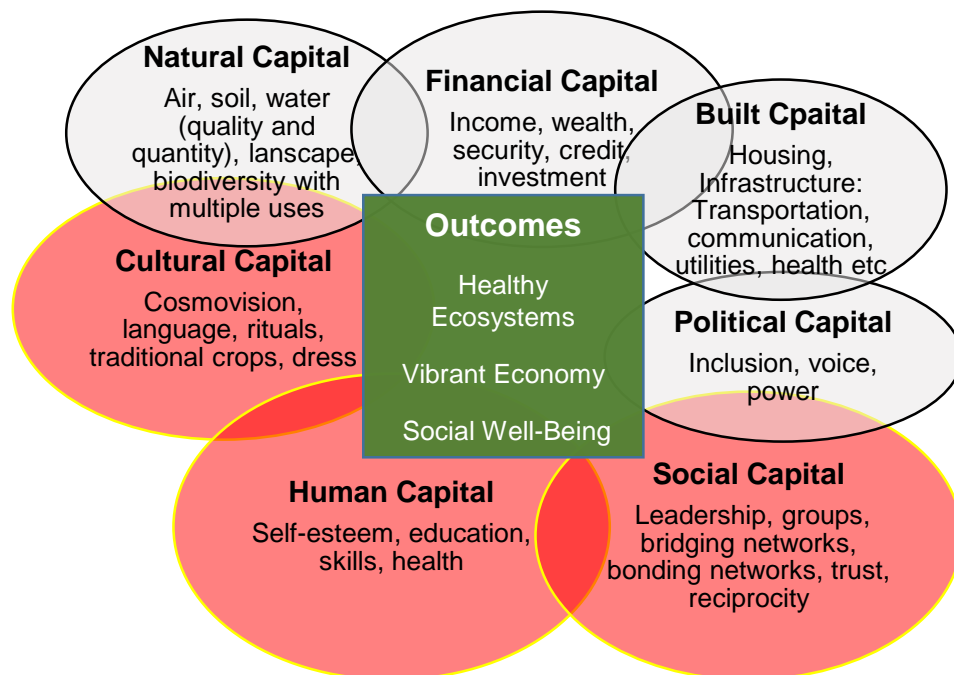 Natural Capital
Air, soil, water
(quality and
quantity), lanscape,
biodiversity with
multiple uses
Financial Capital
Income, wealth,
security, credit,
investment
Built Cpaital
Housing,
Infrastructure:
Transportation,
communication,
utilities, health etc
Cultural Capital
Cosmovision,
language, rituals,
traditional crops, dress
Outcomes
Healthy
Ecosystems
Vibrant Economy
Social Well-Being
Political Capital
Inclusion, voice,
power
Human Capital
Self-esteem, education,
skills, health
Social Capital
Leadership, groups,
bridging networks,
bonding networks, trust,
reciprocity